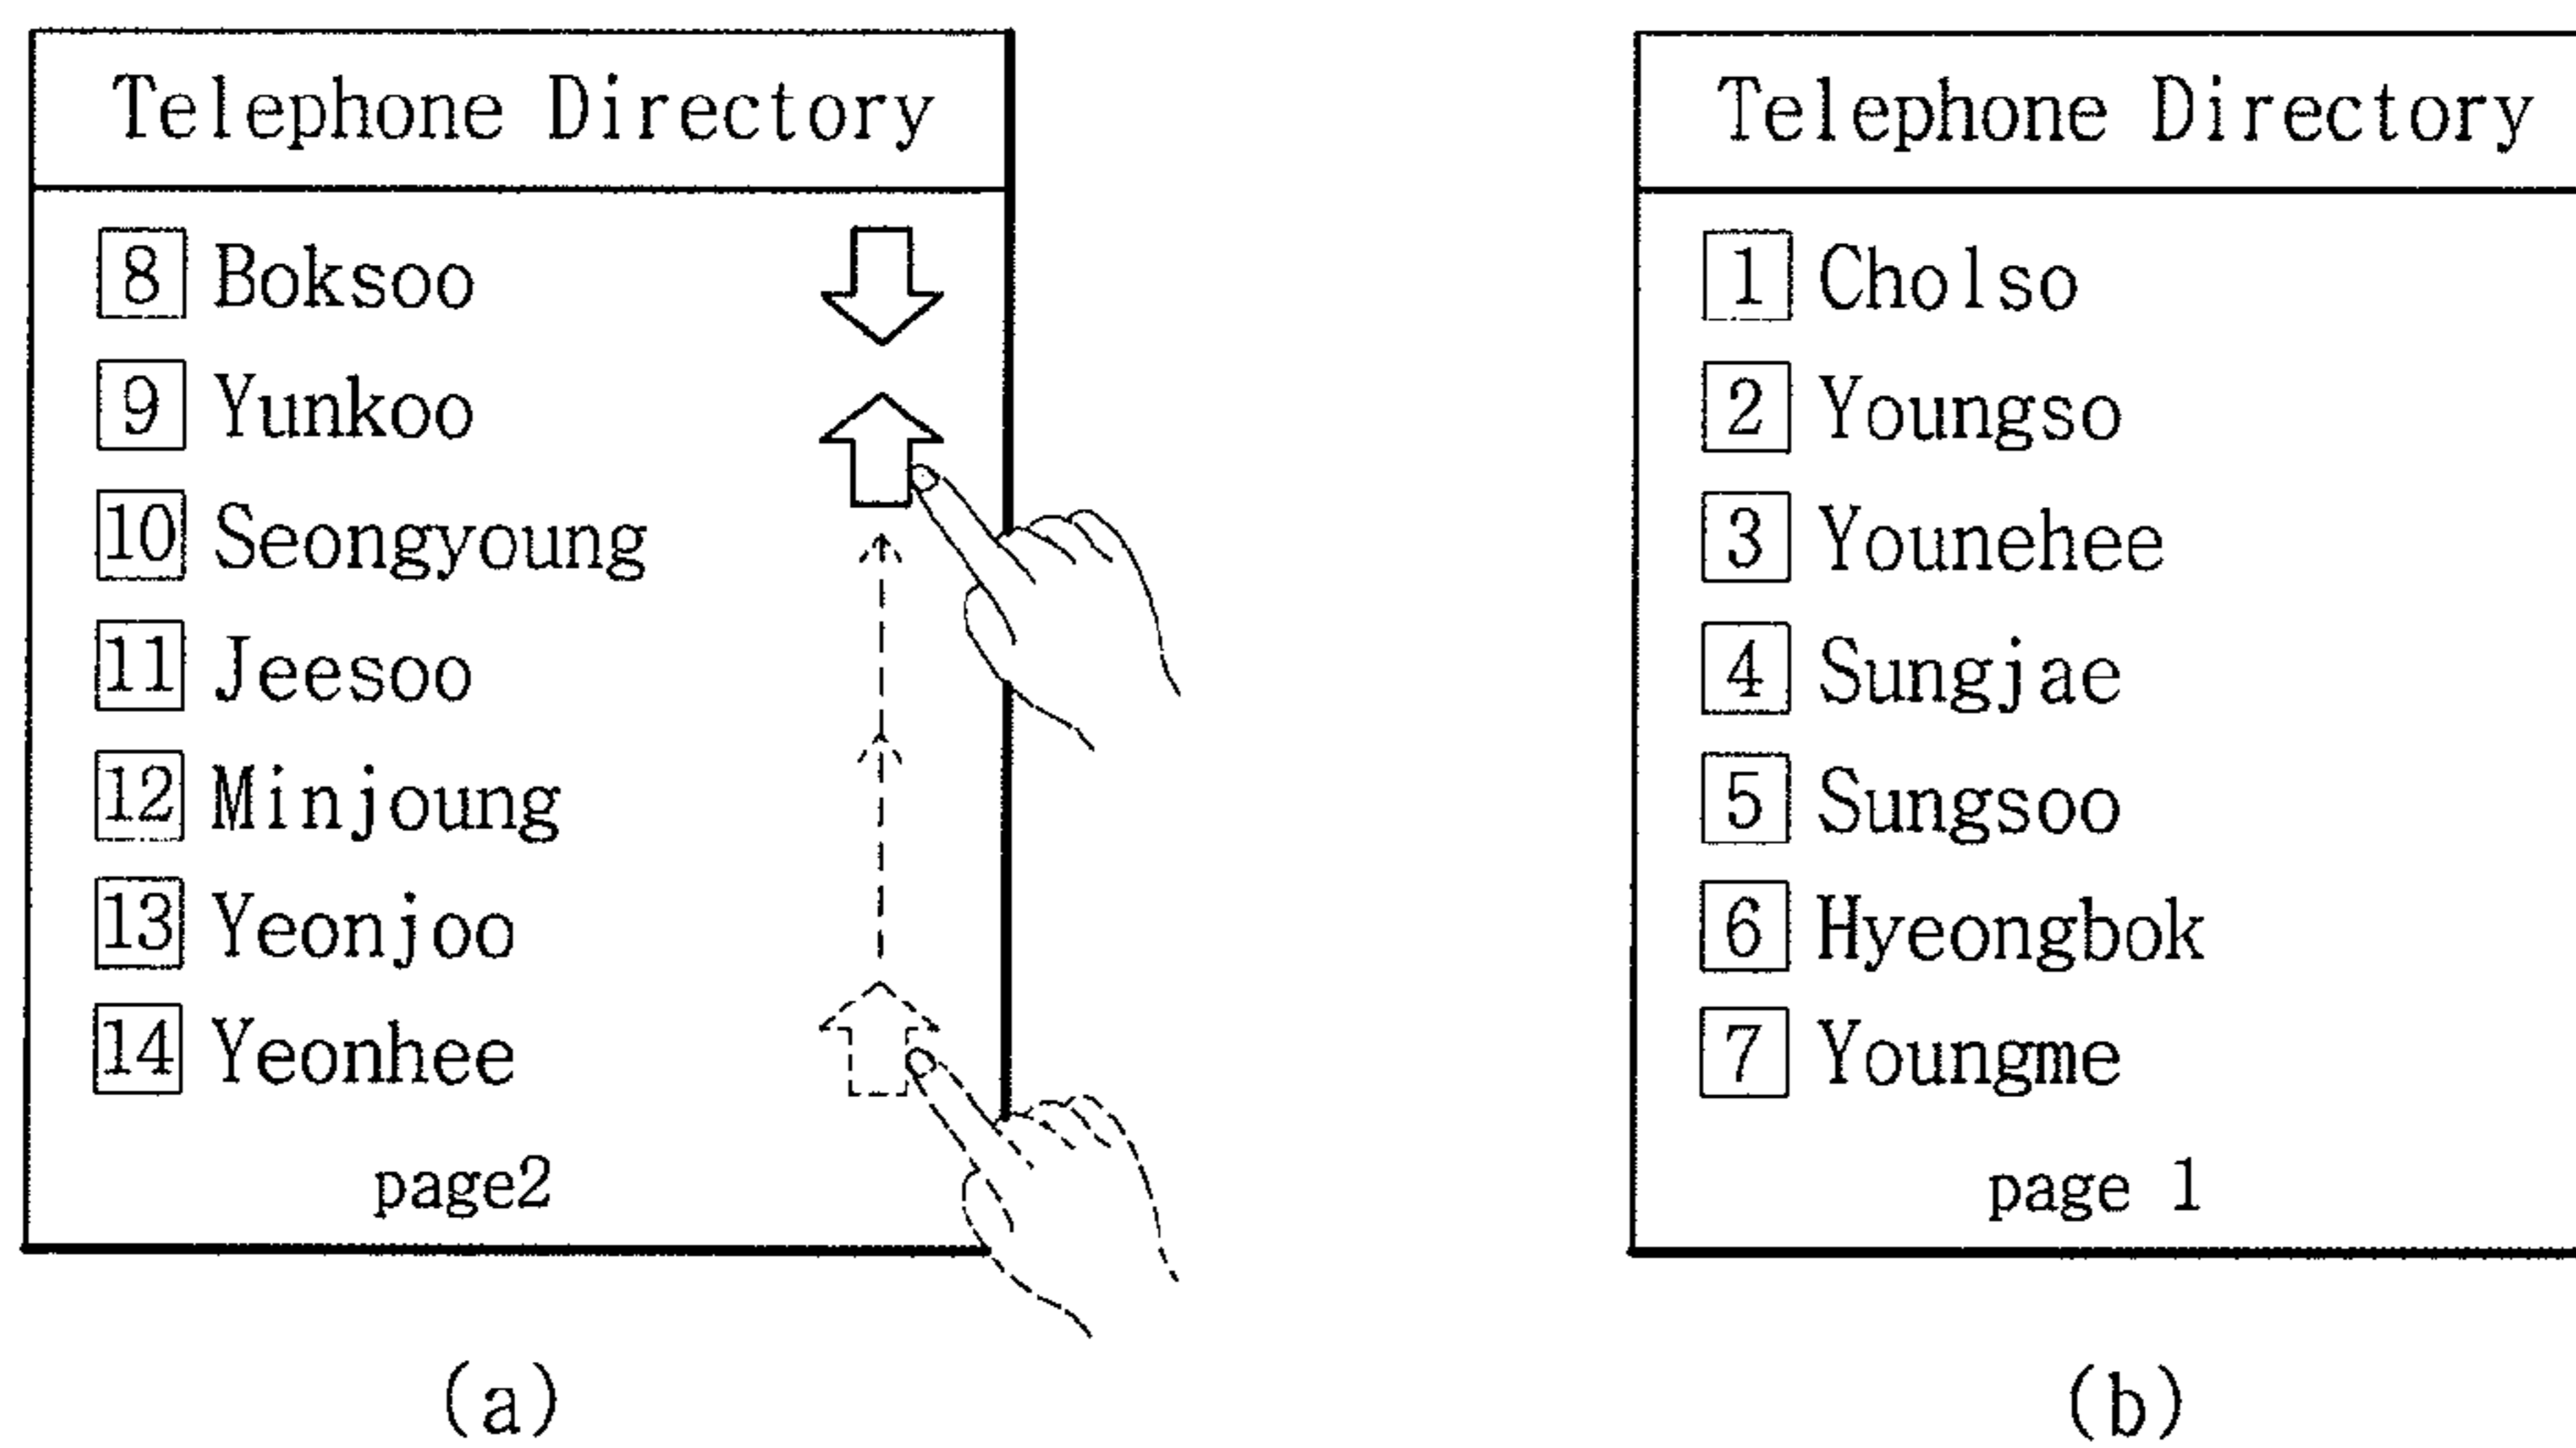 Telephone Directory
8 Boksoo
9 Yunkoo
10 Seongyoung
11 Jeesoo
12 Minjoung
13 Yeonjoo
14 Yeonhee
page2
(a)
Telephone Directory
1 Cholso
2 Youngso
3 Younehee
4 Sungjae
5 Sungsoo
6 Hyeongbok
7 Youngme
page 1
(b)